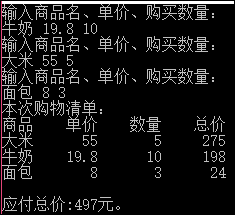 输入商品名、单价、购买数量：
牛奶 19.8 10
输入商品名、单价、购买数量：
大米 55 5
输入商品名、单价、购买数量：
面包 8 3
本次购物清单：
商品 单价 数量 总价
大米 55 5 275
牛奶 19.8 10 198
面包 8 3 24
应付总价:497元。